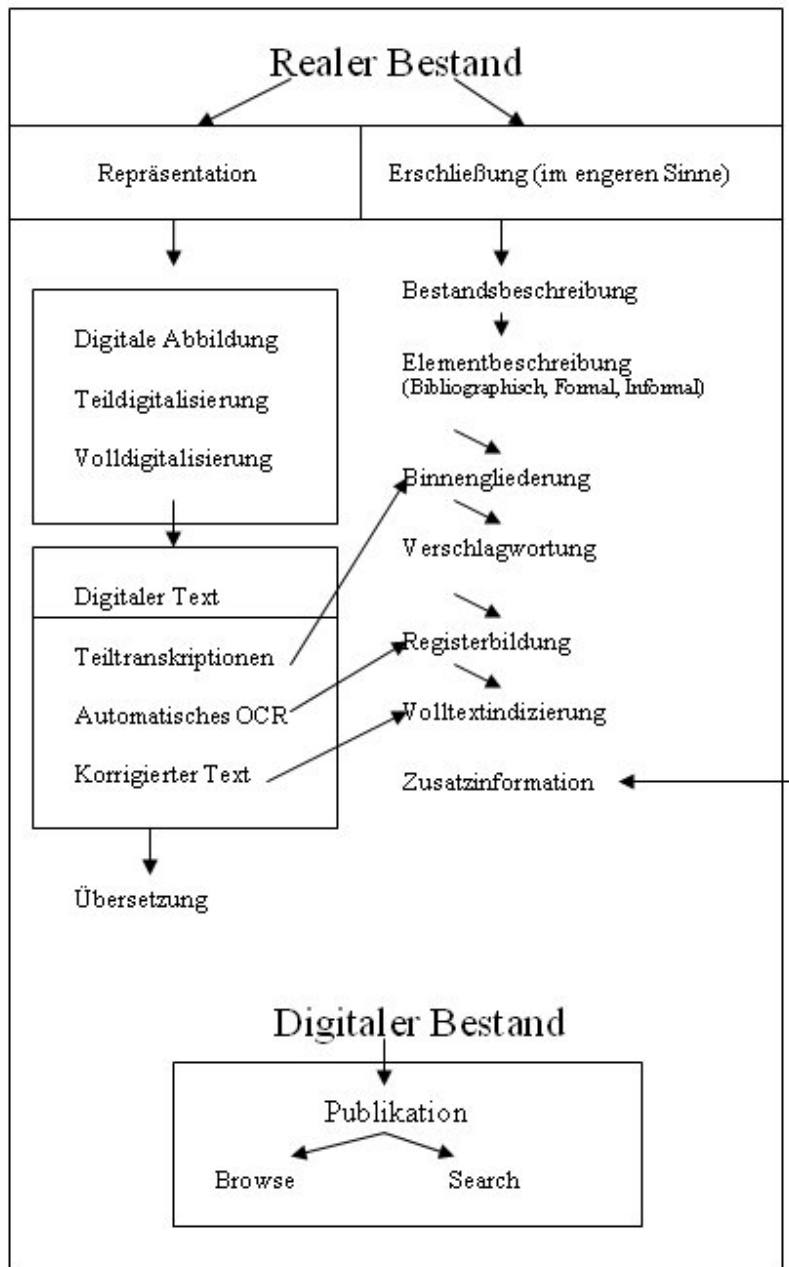 Realer Bestand
Repräsentation
Erschließung (im engeren Sinne)
Digitale Abbildung
Teildigitalisierung
Volldigitalisierung
Digitaler Text
Teiltranskriptionen
Automatisches OCR
Korrigierter Text
Übersetzung
Bestandsbeschreibung
Elementbeschreibung
(Bibliographisch, Formal, Informal)
Binnengliederung
Verschlagwortung
Registerbildung
Volltextindizierung
Zusatzinformation
Digitaler Bestand
Publikation
Browse
Search